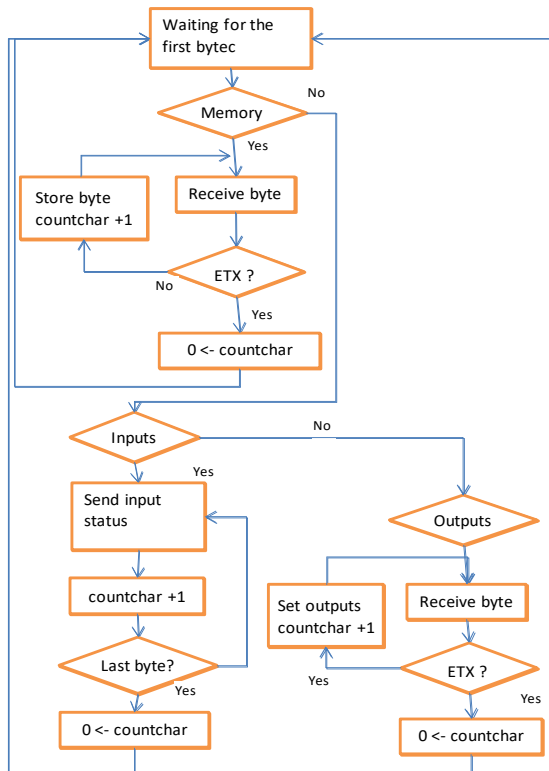 Waiting for the
first bytec
No
Memory
Yes
Store byte
countchar +1
Receive byte
ETX ?
No
Yes
0 <- countchar
Inputs
No
Yes
Send input
status
Outputs
countchar +1
Set outputs
countchar +1
Receive byte
Last byte?
ETX ?
Yes
Yes
Yes
0 <- countchar
0 <- countchar